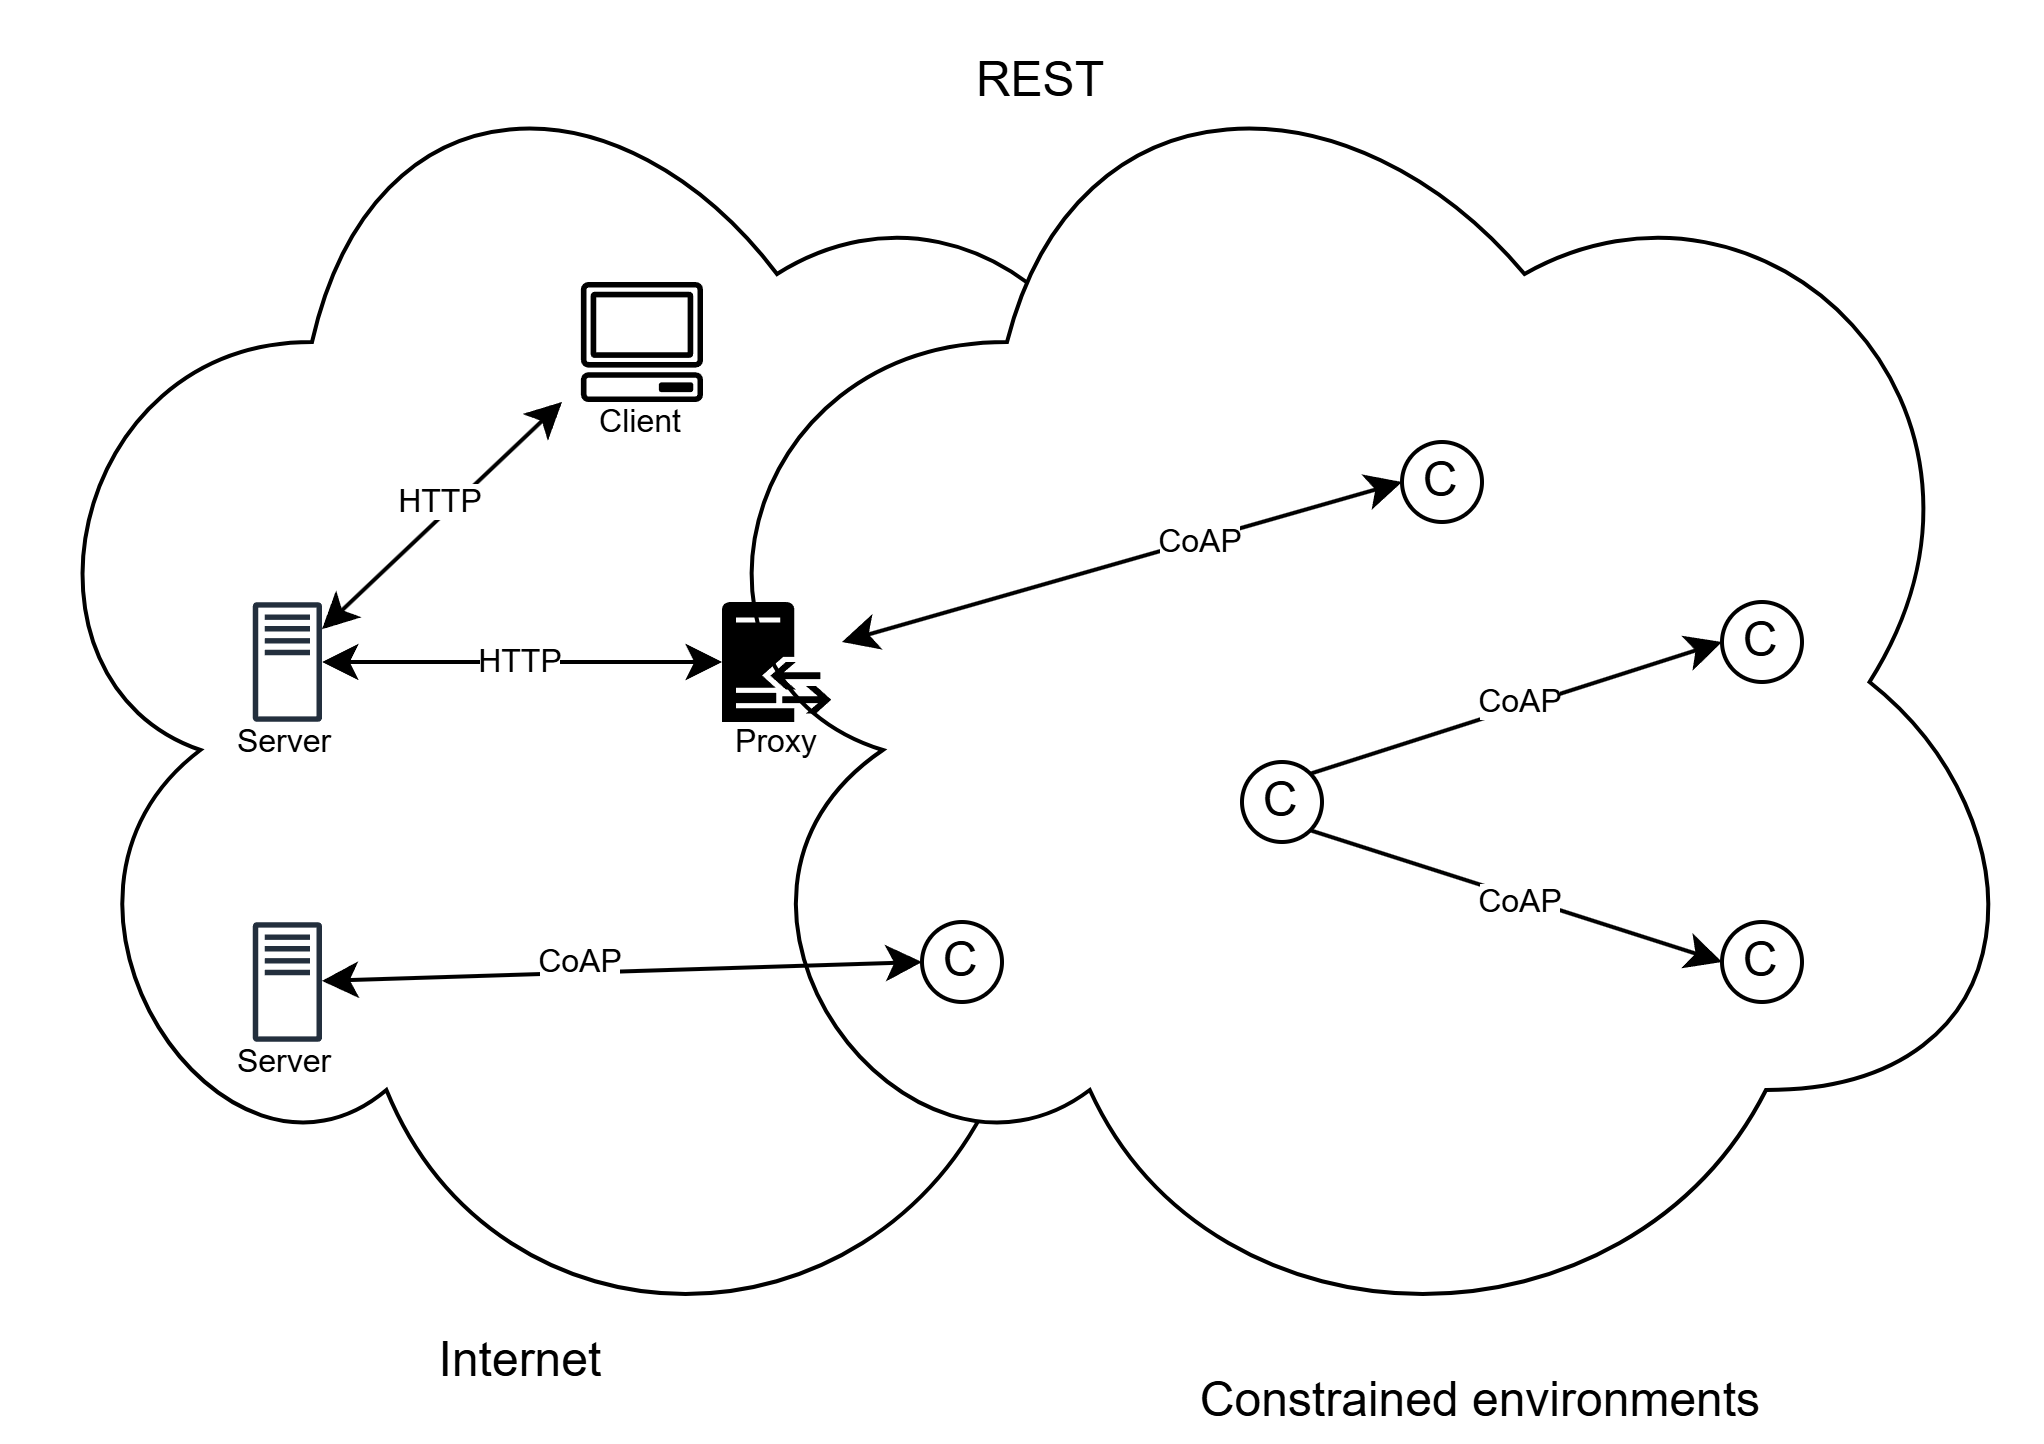 REST
Client
HTTP
C
CoAP
HTTP
C
CoAP
Server
Proxy
C
CoAP
CoAP
C
C
Server
Internet
Constrained environments